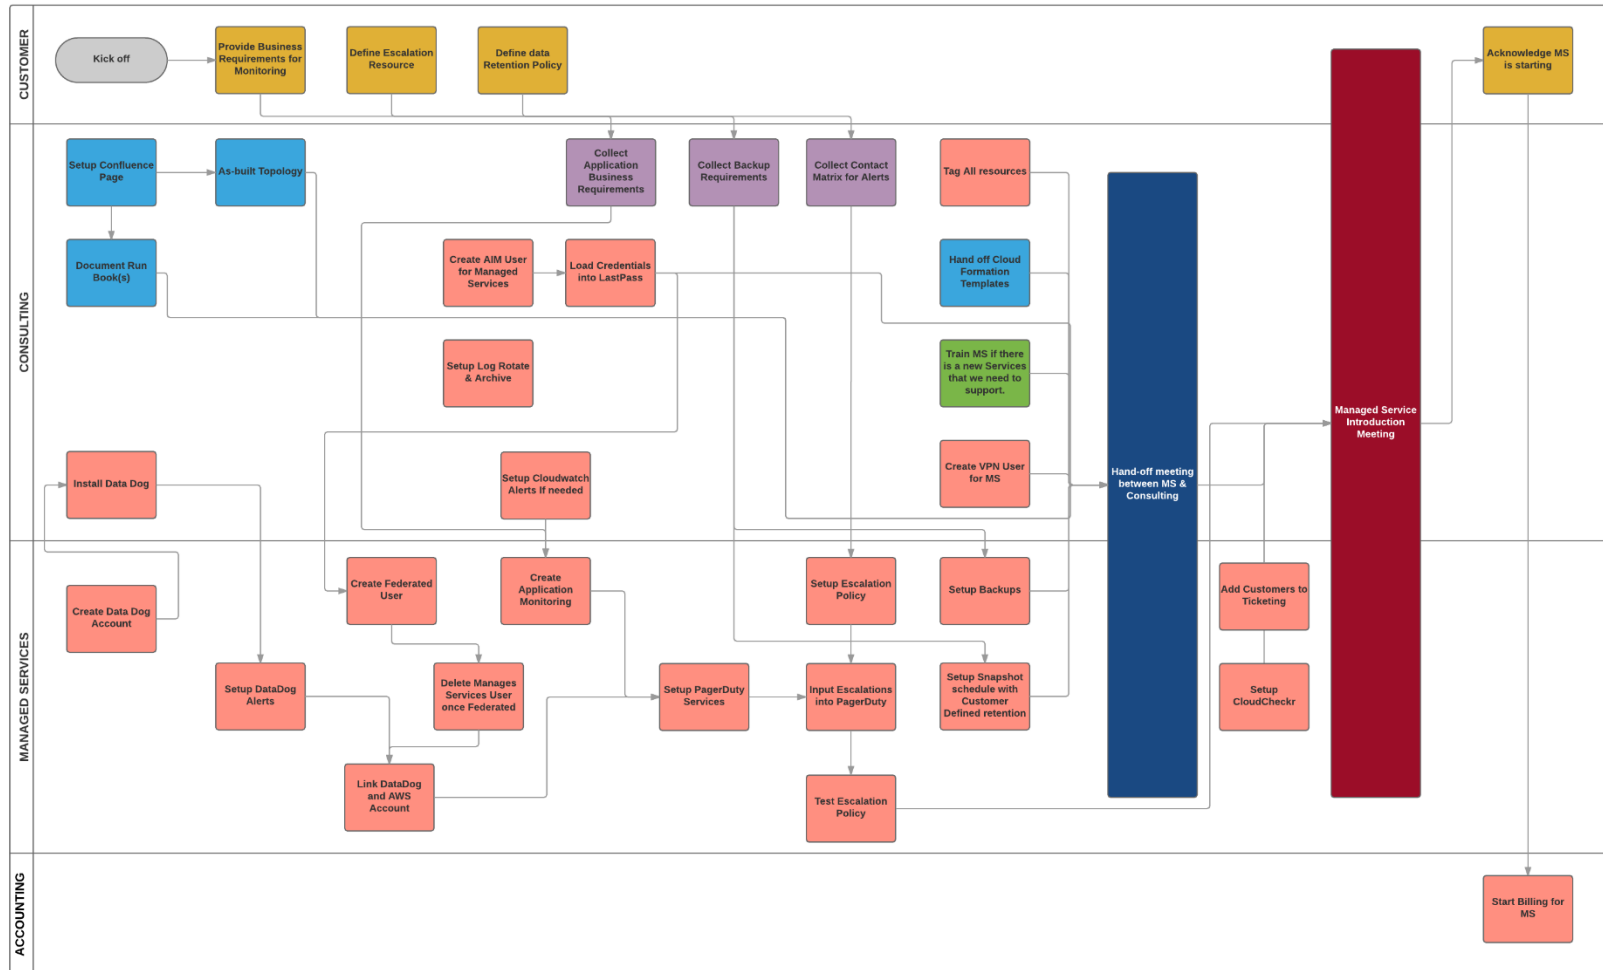 CUSTOMER
Kick off
Provide Business
Requirements for
Monitoring
Define Escalation
Resource
Define data
Retention Policy
Acknowledge MS
is starting
CONSULTING
Setup Confluence
Page
As-built Topology
Collect
Application
Business
Requirements
Collect Backup
Requirements
Collect Contact
Matrix for Alerts
Tag All resources
Document Run
Book(s)
Create AIM User
for Managed
Services
Load Credentials
into LastPass
Hand off Cloud
Formation
Templates
Setup Log Rotate
& Archive
Train MS if there
is a new Services
that we need to
support.
Managed Service
Introduction
Meeting
Install Data Dog
Setup Cloudwatch
Alerts If needed
Create VPN User
for MS
Hand-off meeting
between MS &
Consulting
MANAGED SERVICES
Create Data Dog
Account
Create Federated
User
Create
Application
Monitoring
Setup Escalation
Policy
Setup Backups
Add Customers to
Ticketing
Setup DataDog
Alerts
Delete Manages
Services User
once Federated
Setup PagerDuty
Services
Input Escalations
into PagerDuty
Setup Snapshot
schedule with
Customer
Defined retention
Setup
CloudCheckr
Link DataDog
and AWS
Account
Test Escalation
Policy
ACCOUNTING
Start Billing for
MS